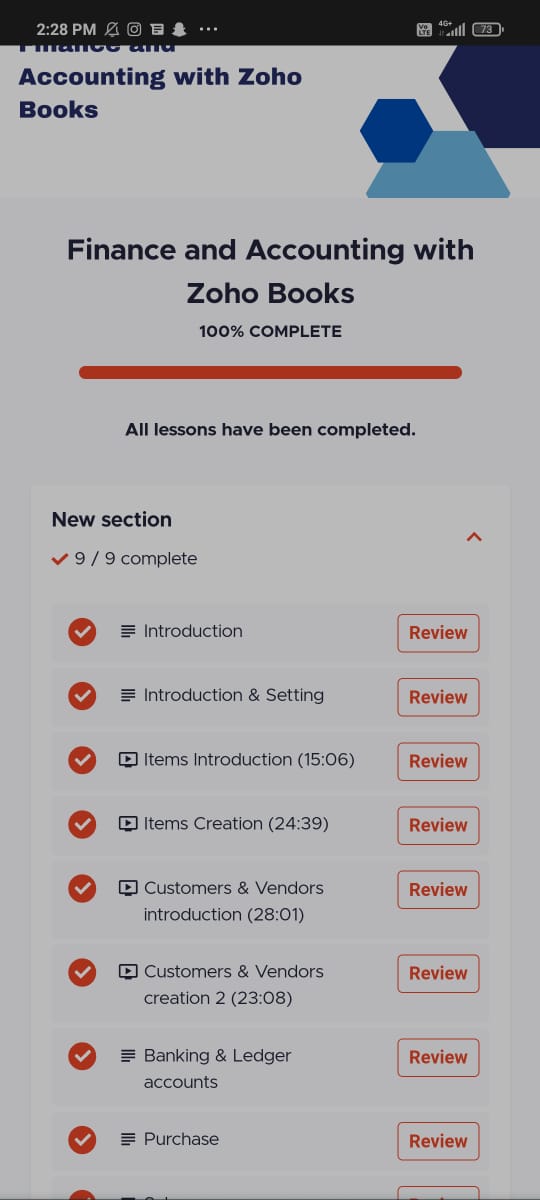 2:28 PM
Vo LTE
4G+
73
Finance and
Accounting with Zoho
Books
Finance and Accounting with
Zoho Books
100% COMPLETE
All lessons have been completed.
New section
9 / 9 complete
Introduction
Review
Introduction & Setting
Review
Items Introduction (15:06)
Review
Items Creation (24:39)
Review
Customers & Vendors
introduction (28:01)
Review
Customers & Vendors
creation 2 (23:08)
Review
Banking & Ledger
accounts
Review
Purchase
Review